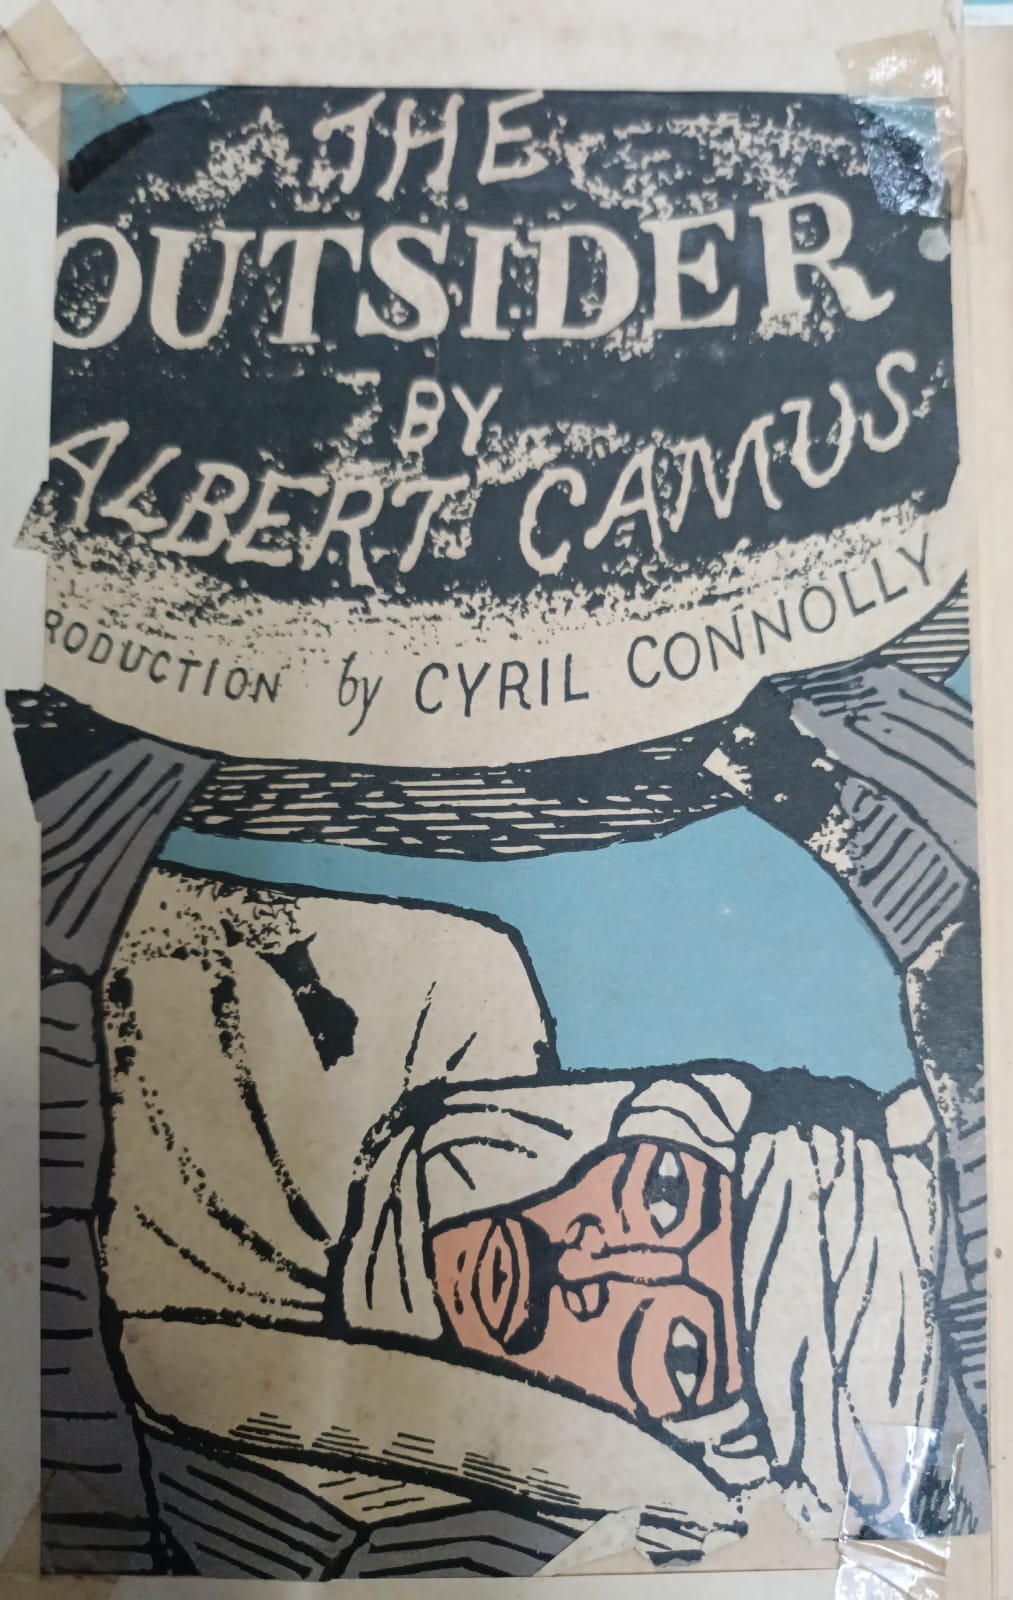 THE
OUTSIDER
BY
ALBERT CAMUS
RODUCTION by CYRIL CONNOLLY